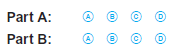 Part A: Ⓐ Ⓑ Ⓒ Ⓓ
Part B: Ⓐ Ⓑ Ⓒ Ⓓ